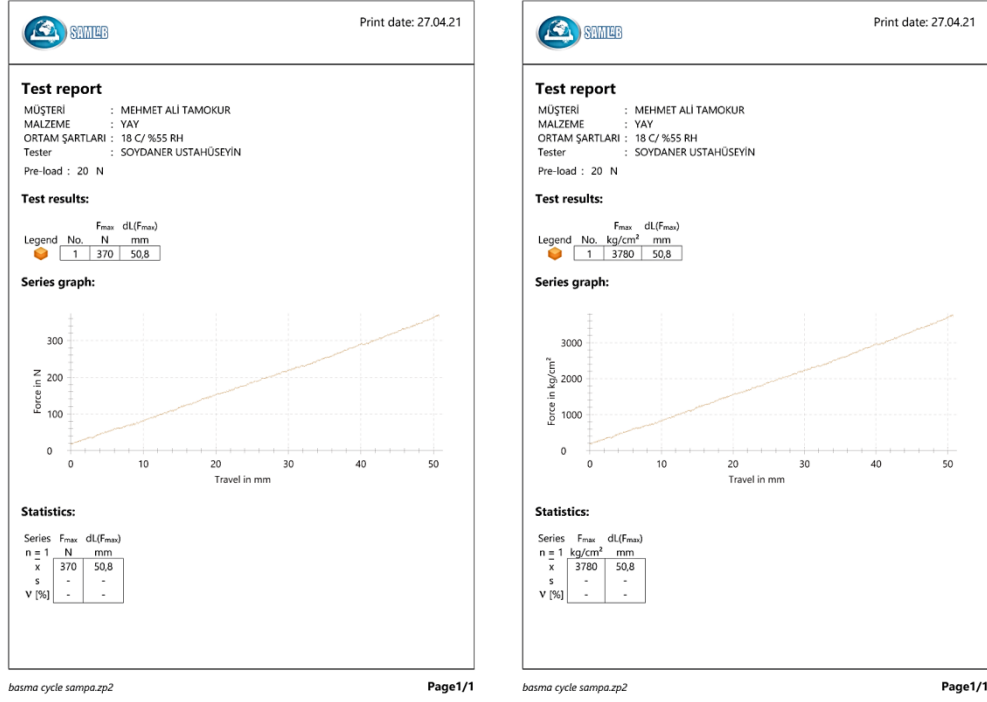 SAMLAB
Print date: 27.04.21
Test report
MÜŞTERİ : MEHMET ALİ TAMOKUR
MALZEME : YAY
ORTAM ŞARTLARI : 18 C/ %55 RH
Tester : SOYDANER USTAHÜSEYİN
Pre-load : 20 N
Test results:
Fmax dL(Fmax)
Legend No. N mm
1 370 50,8
Series graph:
300
200
100
0
Force in N
0 10 20 30 40 50
Travel in mm
Statistics:
Series Fmax dL(Fmax)
n = 1 N mm
x̄ 370 50,8
s - -
ν [%] - -
basma cycle sampa.zp2
Page1/1
SAMLAB
Print date: 27.04.21
Test report
MÜŞTERİ : MEHMET ALİ TAMOKUR
MALZEME : YAY
ORTAM ŞARTLARI : 18 C/ %55 RH
Tester : SOYDANER USTAHÜSEYİN
Pre-load : 20 N
Test results:
Fmax dL(Fmax)
Legend No. kg/cm² mm
1 3780 50,8
Series graph:
3000
2000
1000
0
Force in kg/cm²
0 10 20 30 40 50
Travel in mm
Statistics:
Series Fmax dL(Fmax)
n = 1 kg/cm² mm
x̄ 3780 50,8
s - -
ν [%] - -
basma cycle sampa.zp2
Page1/1